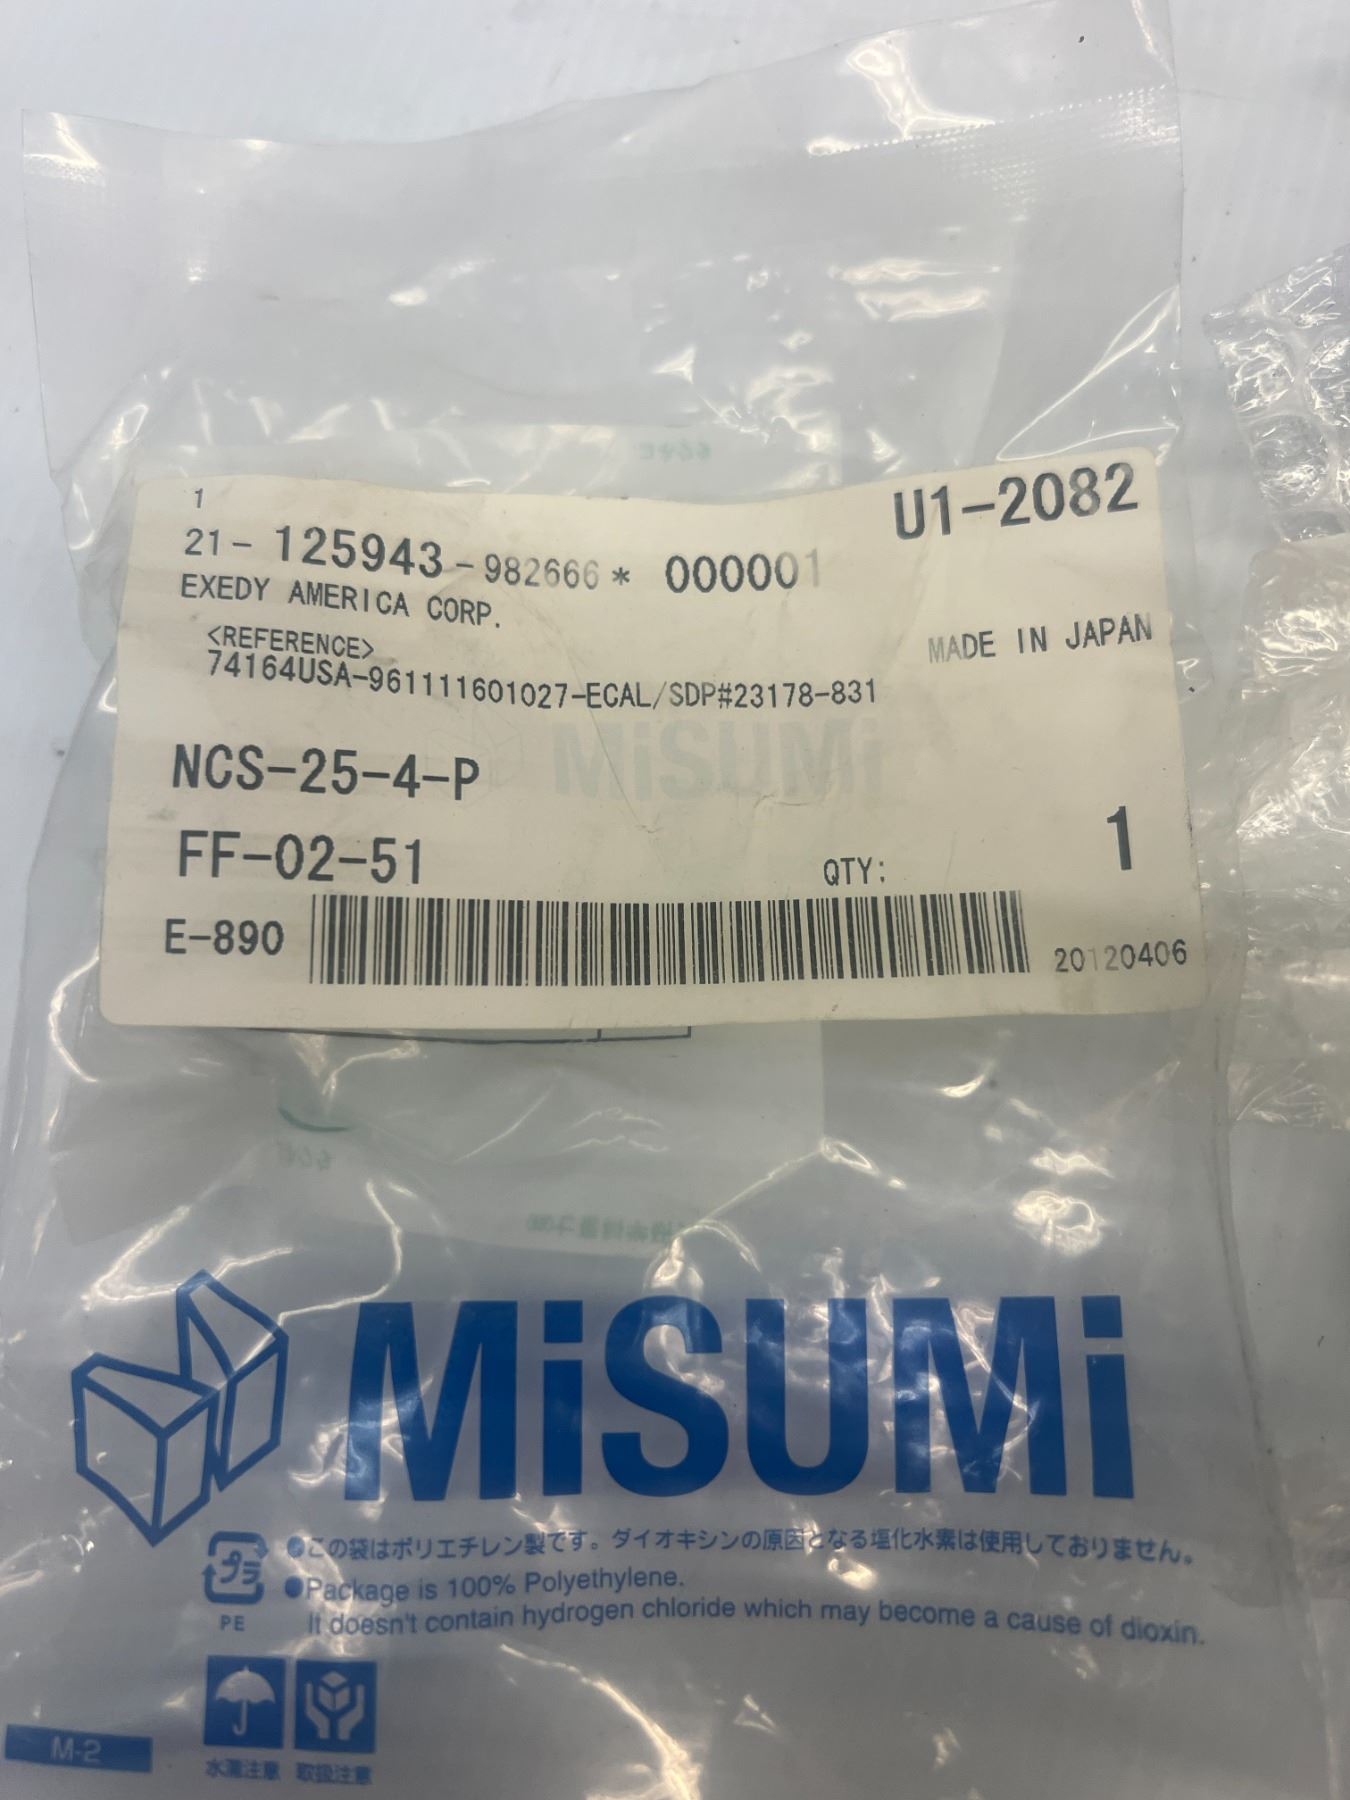 1
U1-2082
21- 125943-982666* 000001
EXEDY AMERICA CORP.
MADE IN JAPAN
<REFERENCE>
74164USA-961111601027-ECAL/SDP#23178-831
MiSUMi
NCS-25-4-P
FF-02-51
QTY: 1
E-890
20120406
MiSUMi
プラ
PE
●この袋はポリエチレン製です。ダイオキシンの原因となる塩化水素は使用しておりません。
●Package is 100% Polyethylene.
It doesn't contain hydrogen chloride which may become a cause of dioxin.
水濡注意 取扱注意
M-2